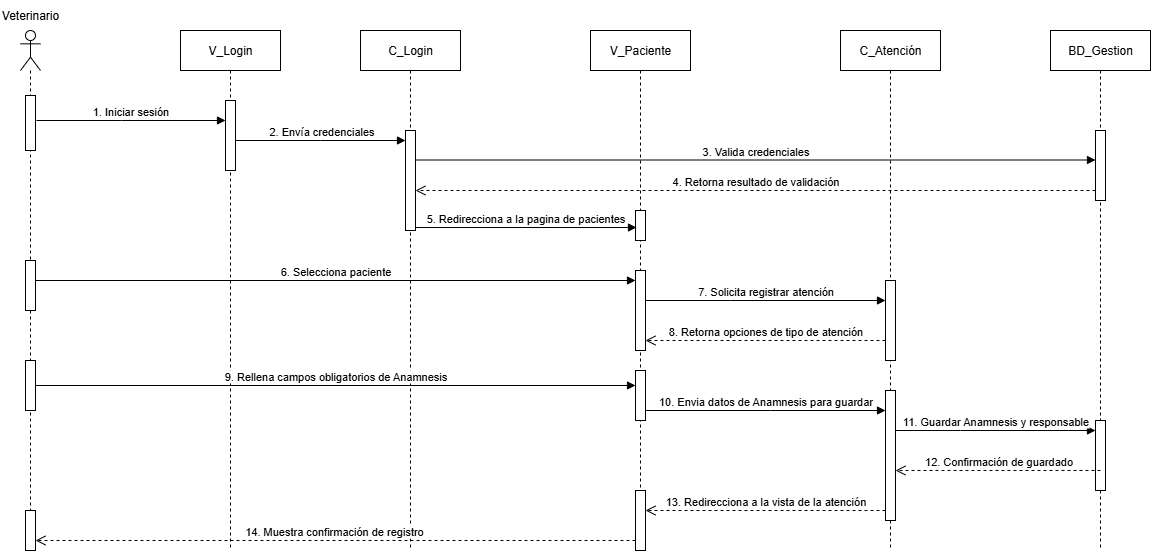 Veterinario
V_Login
C_Login
V_Paciente
C_Atención
BD_Gestion
1. Iniciar sesión
2. Envía credenciales
3. Valida credenciales
4. Retorna resultado de validación
5. Redirecciona a la pagina de pacientes
6. Selecciona paciente
7. Solicita registrar atención
8. Retorna opciones de tipo de atención
9. Rellena campos obligatorios de Anamnesis
10. Envia datos de Anamnesis para guardar
11. Guardar Anamnesis y responsable
12. Confirmación de guardado
13. Redirecciona a la vista de la atención
14. Muestra confirmación de registro